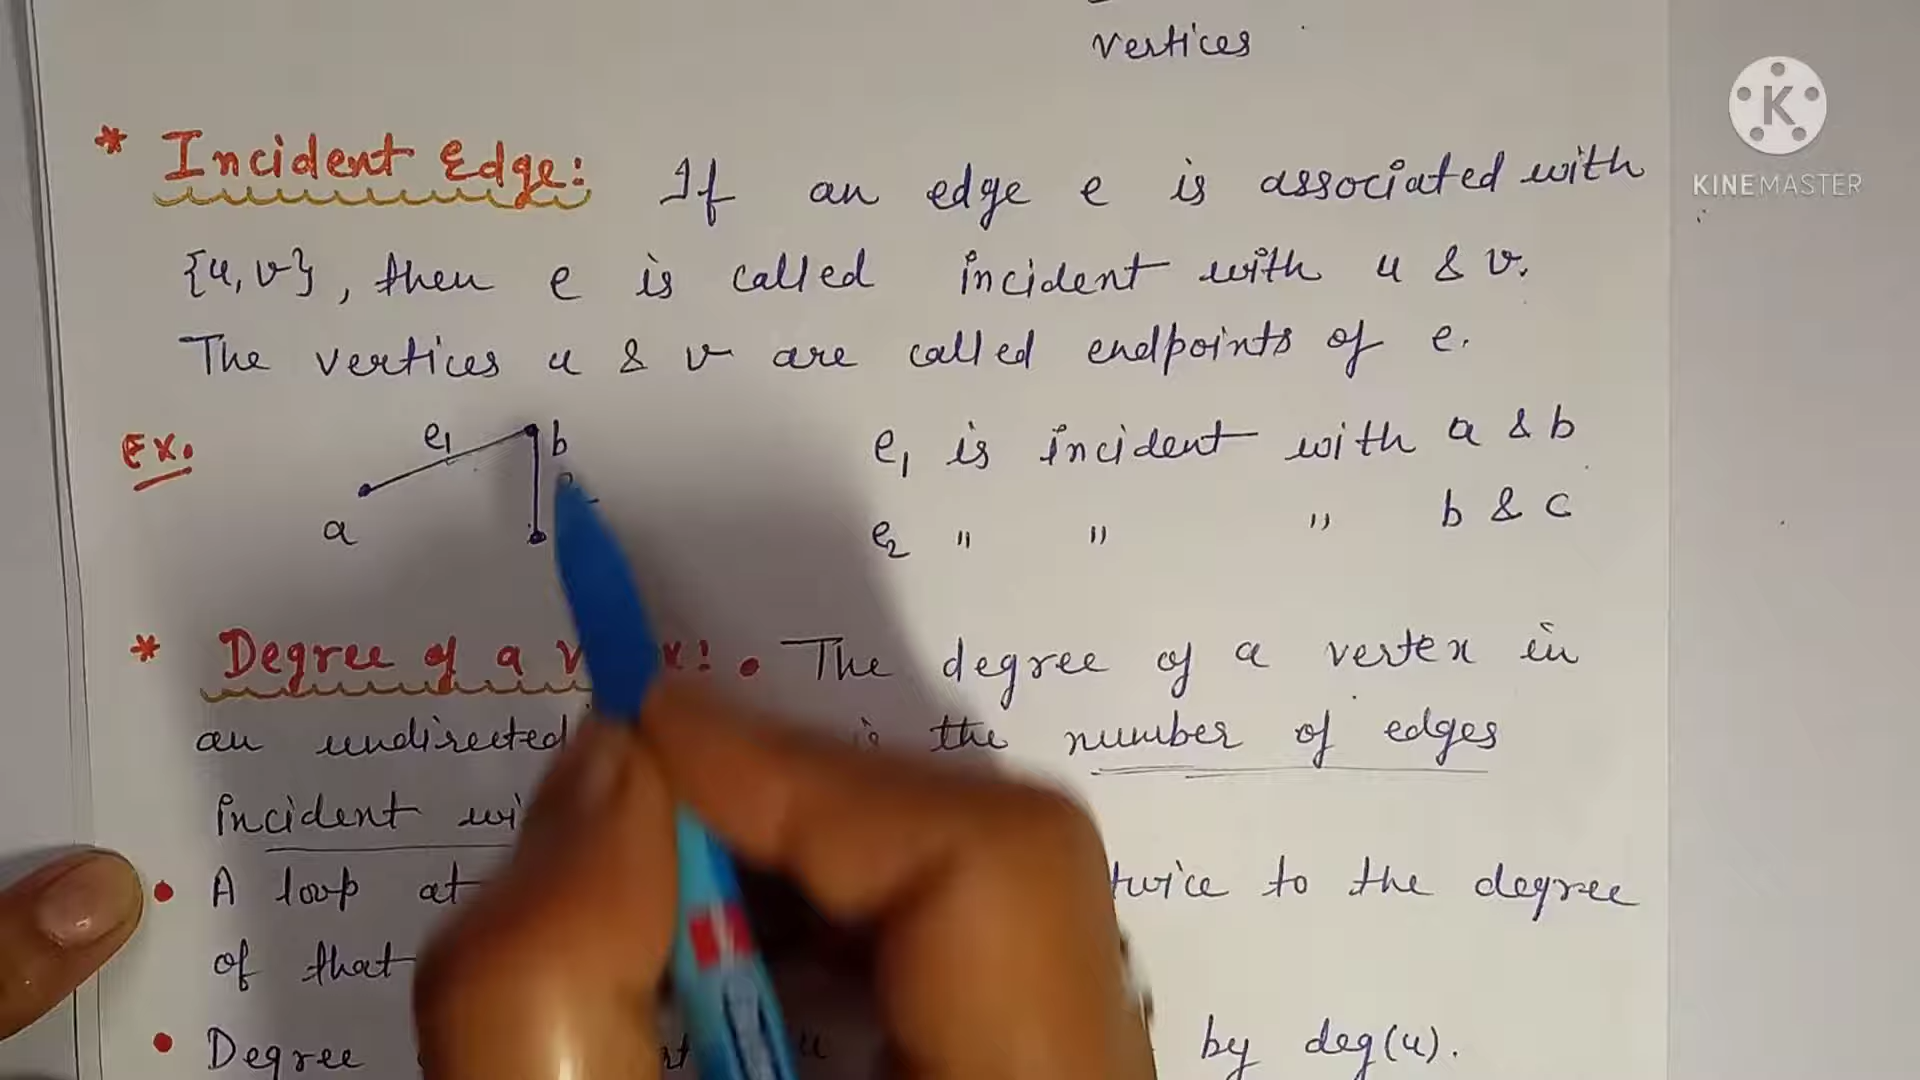 vertices
* Incident Edge: If an edge e is associated with
{u, v}, then e is called incident with u & v.
The vertices u & v are called endpoints of e.
Ex. a e1 b
e1 is incident with a & b
e2 " " " b & c
* Degree of a : • The degree of a vertex in
an undirected is the number of edges
incident
• A loop at twice to the degree
of that
• Degree u by deg(u).
K
KINEMASTER